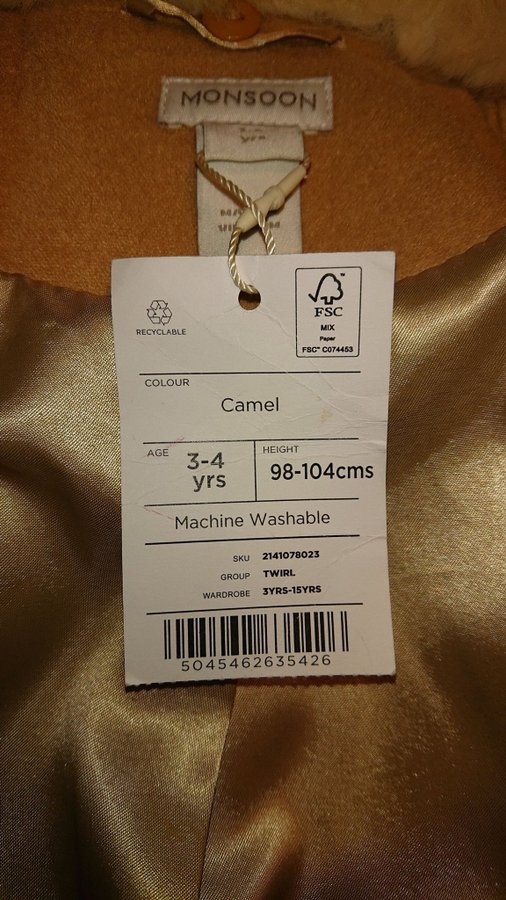 MONSOON
RECYCLABLE
FSC™
MIX
Paper
FSC™ C074453
COLOUR
Camel
AGE
3-4
yrs
HEIGHT
98-104cms
Machine Washable
SKU 2141078023
GROUP TWIRL
WARDROBE 3YRS-15YRS
5045462635426